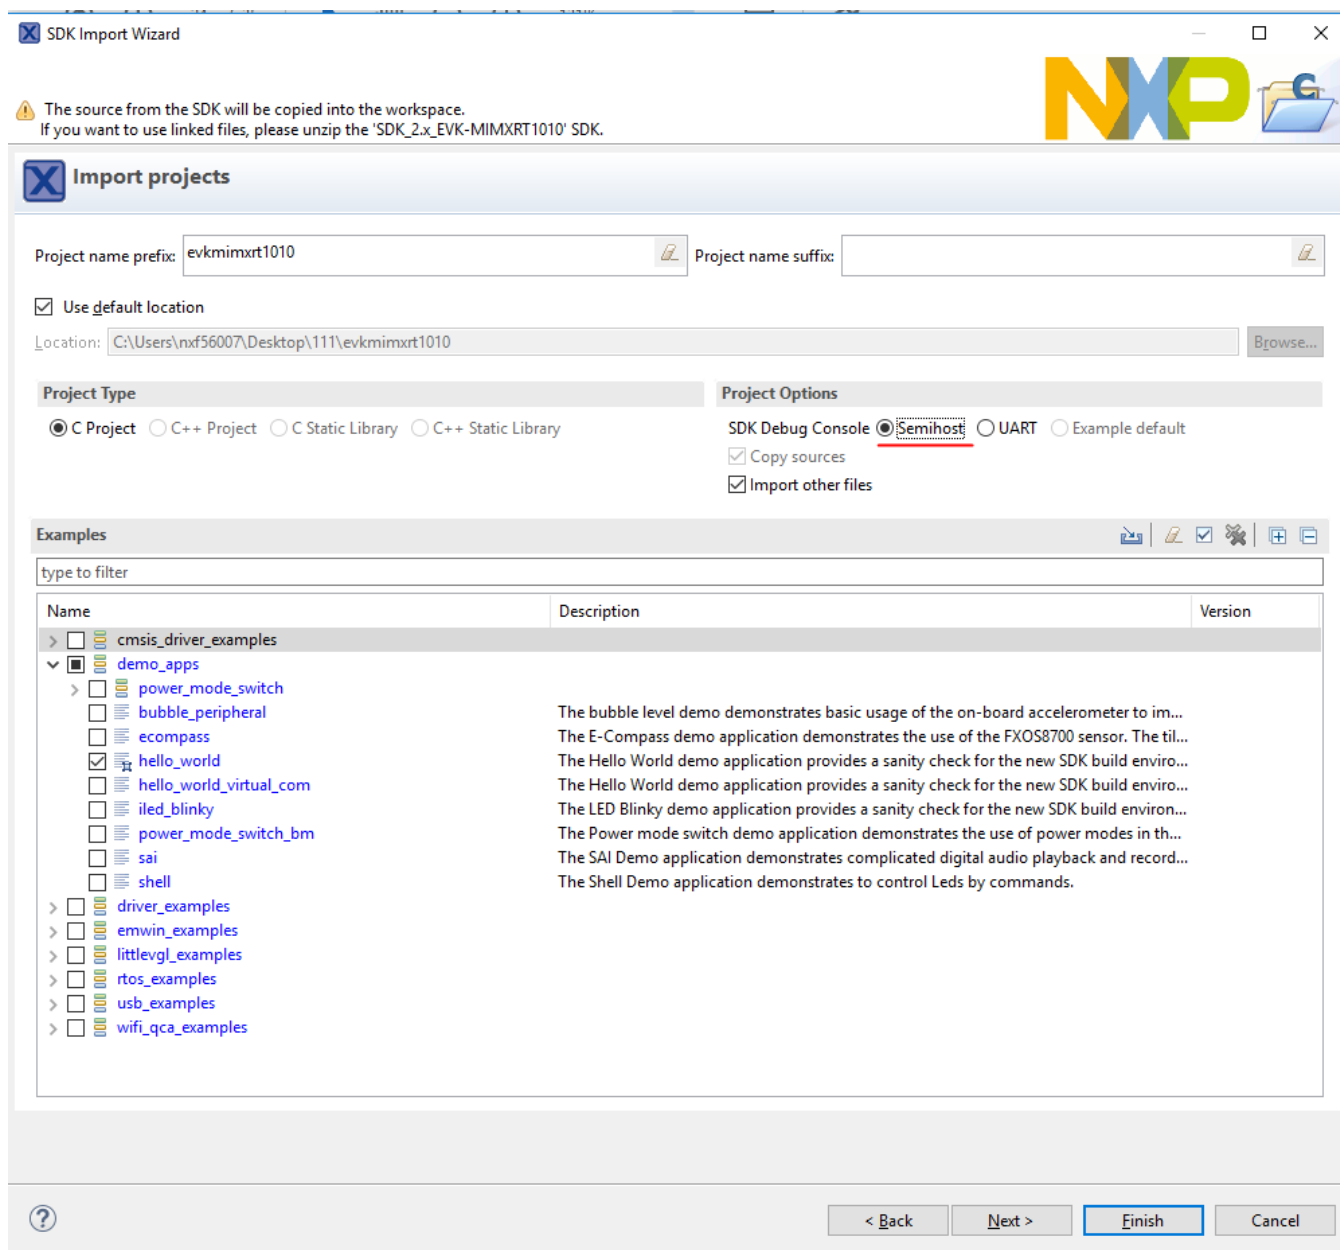 SDK Import Wizard
The source from the SDK will be copied into the workspace.
If you want to use linked files, please unzip the 'SDK_2.x_EVK-MIMXRT1010' SDK.
NXP
Import projects
Project name prefix: evkmimxrt1010 Project name suffix:
Use default location
Location: C:\Users\nxf56007\Desktop\111\evkmimxrt1010 Browse...
Project Type Project Options
C Project C++ Project C Static Library C++ Static Library SDK Debug Console Semihost UART Example default
Copy sources
Import other files
Examples
type to filter
Name Description Version
cmsis_driver_examples
demo_apps
power_mode_switch
bubble_peripheral The bubble level demo demonstrates basic usage of the on-board accelerometer to im...
ecompass The E-Compass demo application demonstrates the use of the FXOS8700 sensor. The til...
hello_world The Hello World demo application provides a sanity check for the new SDK build enviro...
hello_world_virtual_com The Hello World demo application provides a sanity check for the new SDK build enviro...
iled_blinky The LED Blinky demo application provides a sanity check for the new SDK build environ...
power_mode_switch_bm The Power mode switch demo application demonstrates the use of power modes in th...
sai The SAI Demo application demonstrates complicated digital audio playback and record...
shell The Shell Demo application demonstrates to control Leds by commands.
driver_examples
emwin_examples
littlevgl_examples
rtos_examples
usb_examples
wifi_qca_examples
< Back Next > Finish Cancel